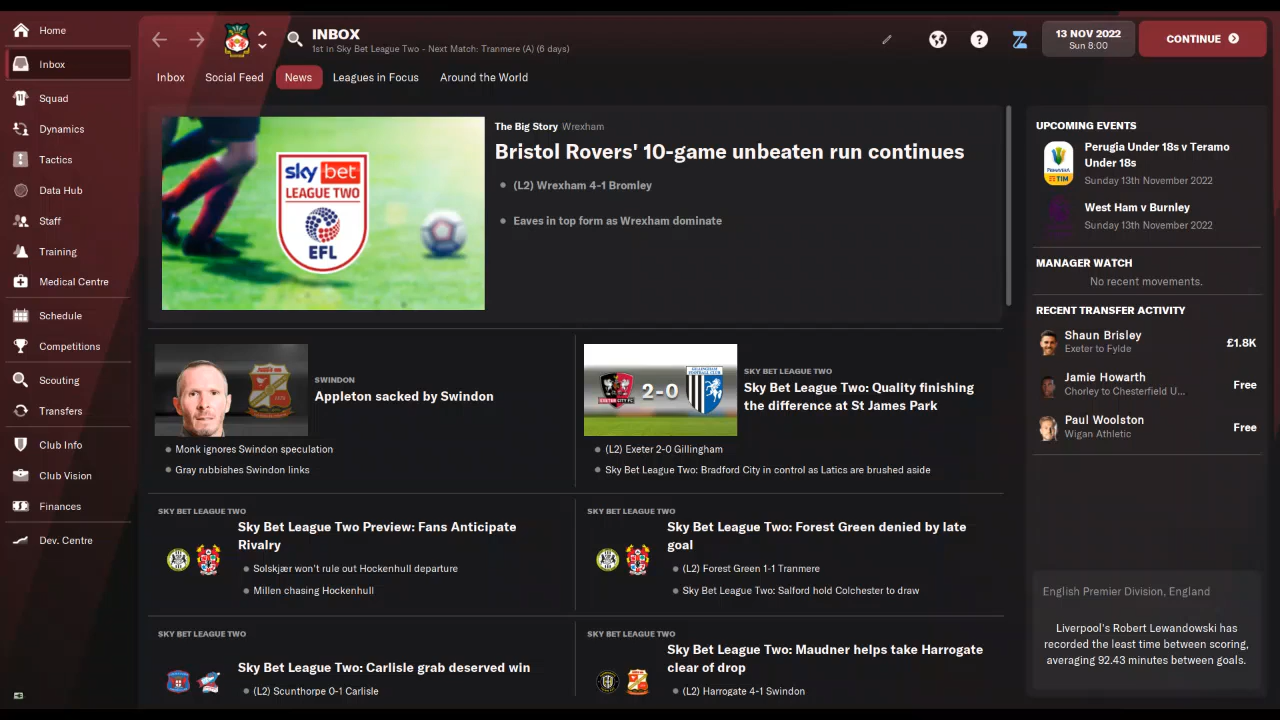 Home
Inbox
Squad
Dynamics
Tactics
Data Hub
Staff
Training
Medical Centre
Schedule
Competitions
Scouting
Transfers
Club Info
Club Vision
Finances
Dev. Centre
INBOX
1st in Sky Bet League Two - Next Match: Tranmere (A) (6 days)
13 NOV 2022
Sun 8:00
CONTINUE
Inbox
Social Feed
News
Leagues in Focus
Around the World
sky bet
LEAGUE TWO
EFL
The Big Story Wrexham
Bristol Rovers' 10-game unbeaten run continues
(L2) Wrexham 4-1 Bromley
Eaves in top form as Wrexham dominate
SWINDON
Appleton sacked by Swindon
Monk ignores Swindon speculation
Gray rubbishes Swindon links
2-0
SKY BET LEAGUE TWO
Sky Bet League Two: Quality finishing
the difference at St James Park
(L2) Exeter 2-0 Gillingham
Sky Bet League Two: Bradford City in control as Latics are brushed aside
SKY BET LEAGUE TWO
Sky Bet League Two Preview: Fans Anticipate
Rivalry
Solskjær won't rule out Hockenhull departure
Millen chasing Hockenhull
SKY BET LEAGUE TWO
Sky Bet League Two: Forest Green denied by late
goal
(L2) Forest Green 1-1 Tranmere
Sky Bet League Two: Salford hold Colchester to draw
SKY BET LEAGUE TWO
Sky Bet League Two: Carlisle grab deserved win
(L2) Scunthorpe 0-1 Carlisle
SKY BET LEAGUE TWO
Sky Bet League Two: Maudner helps take Harrogate
clear of drop
(L2) Harrogate 4-1 Swindon
UPCOMING EVENTS
Perugia Under 18s v Teramo
Under 18s
Sunday 13th November 2022
West Ham v Burnley
Sunday 13th November 2022
MANAGER WATCH
No recent movements.
RECENT TRANSFER ACTIVITY
Shaun Brisley
Exeter to Fylde
£1.8K
Jamie Howarth
Chorley to Chesterfield U...
Free
Paul Woolston
Wigan Athletic
Free
English Premier Division, England
Liverpool's Robert Lewandowski has
recorded the least time between scoring,
averaging 92.43 minutes between goals.